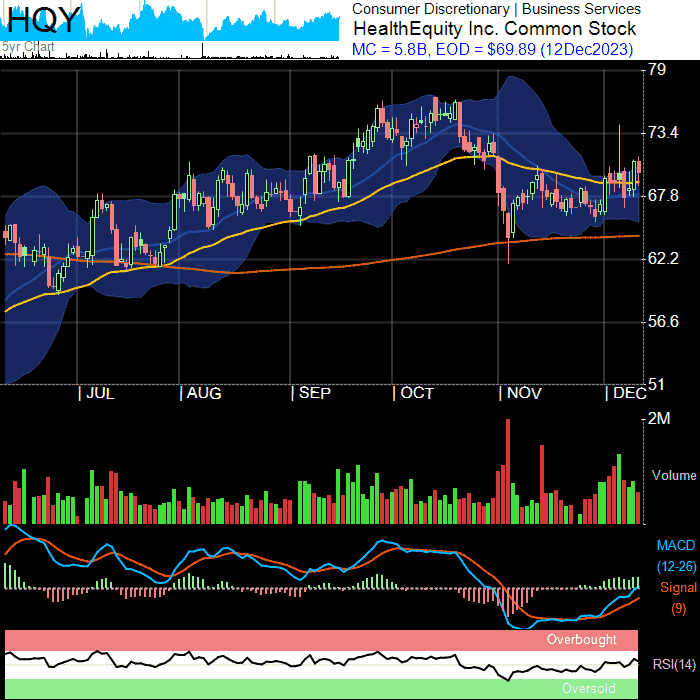 HQY
5yr Chart
Consumer Discretionary | Business Services
HealthEquity Inc. Common Stock
MC = 5.8B, EOD = $69.89 (12Dec2023)
79
73.4
67.8
62.2
56.6
51
| JUL | AUG | SEP | OCT | NOV | DEC
2M
Volume
MACD
(12-26)
Signal
(9)
Overbought
RSI(14)
Oversold